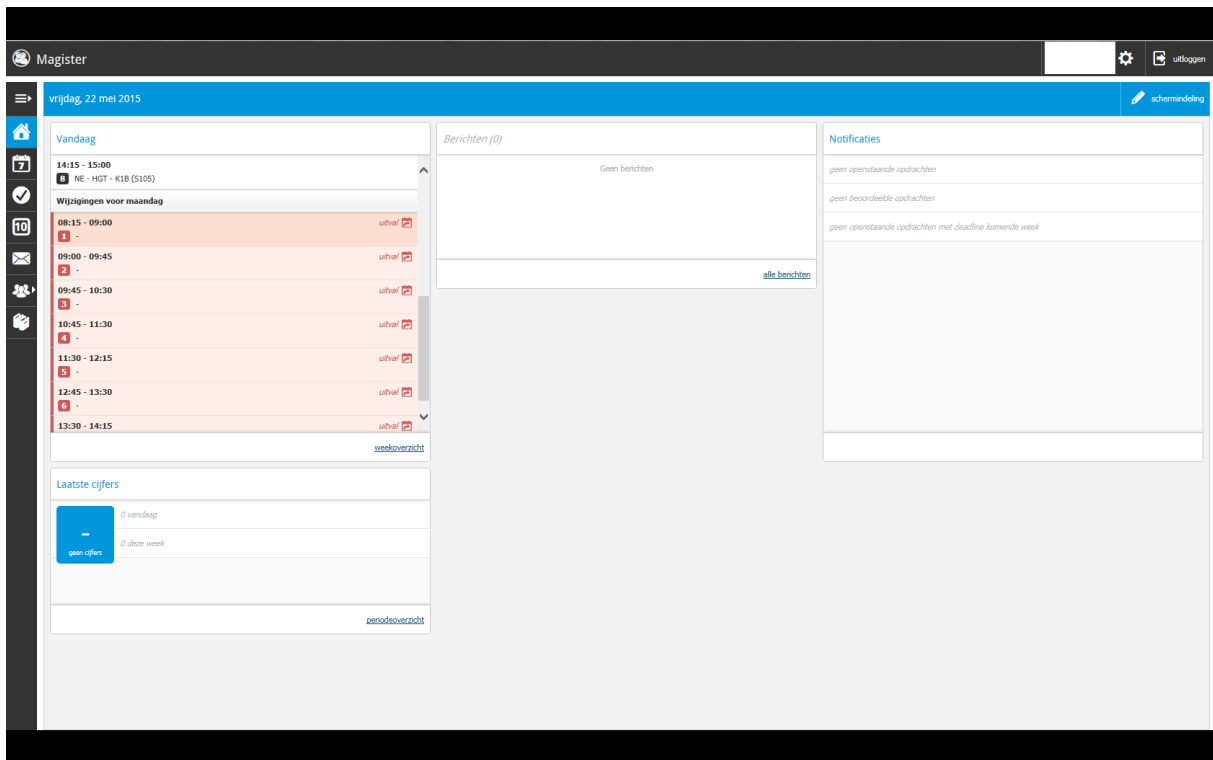 Magister
uitloggen
vrijdag, 22 mei 2015
schermindeling
7
10
Vandaag
14:15 - 15:00
8 NE - HGT - K1B (S105)
Wijzigingen voor maandag
08:15 - 09:00 uitval
1 -
09:00 - 09:45 uitval
2 -
09:45 - 10:30 uitval
3 -
10:45 - 11:30 uitval
4 -
11:30 - 12:15 uitval
5 -
12:45 - 13:30 uitval
6 -
13:30 - 14:15 uitval
weekoverzicht
Laatste cijfers
-
geen cijfers
0 vandaag
0 deze week
periodeoverzicht
Berichten (0)
Geen berichten
alle berichten
Notificaties
geen openstaande opdrachten
geen beoordeelde opdrachten
geen openstaande opdrachten met deadline komende week